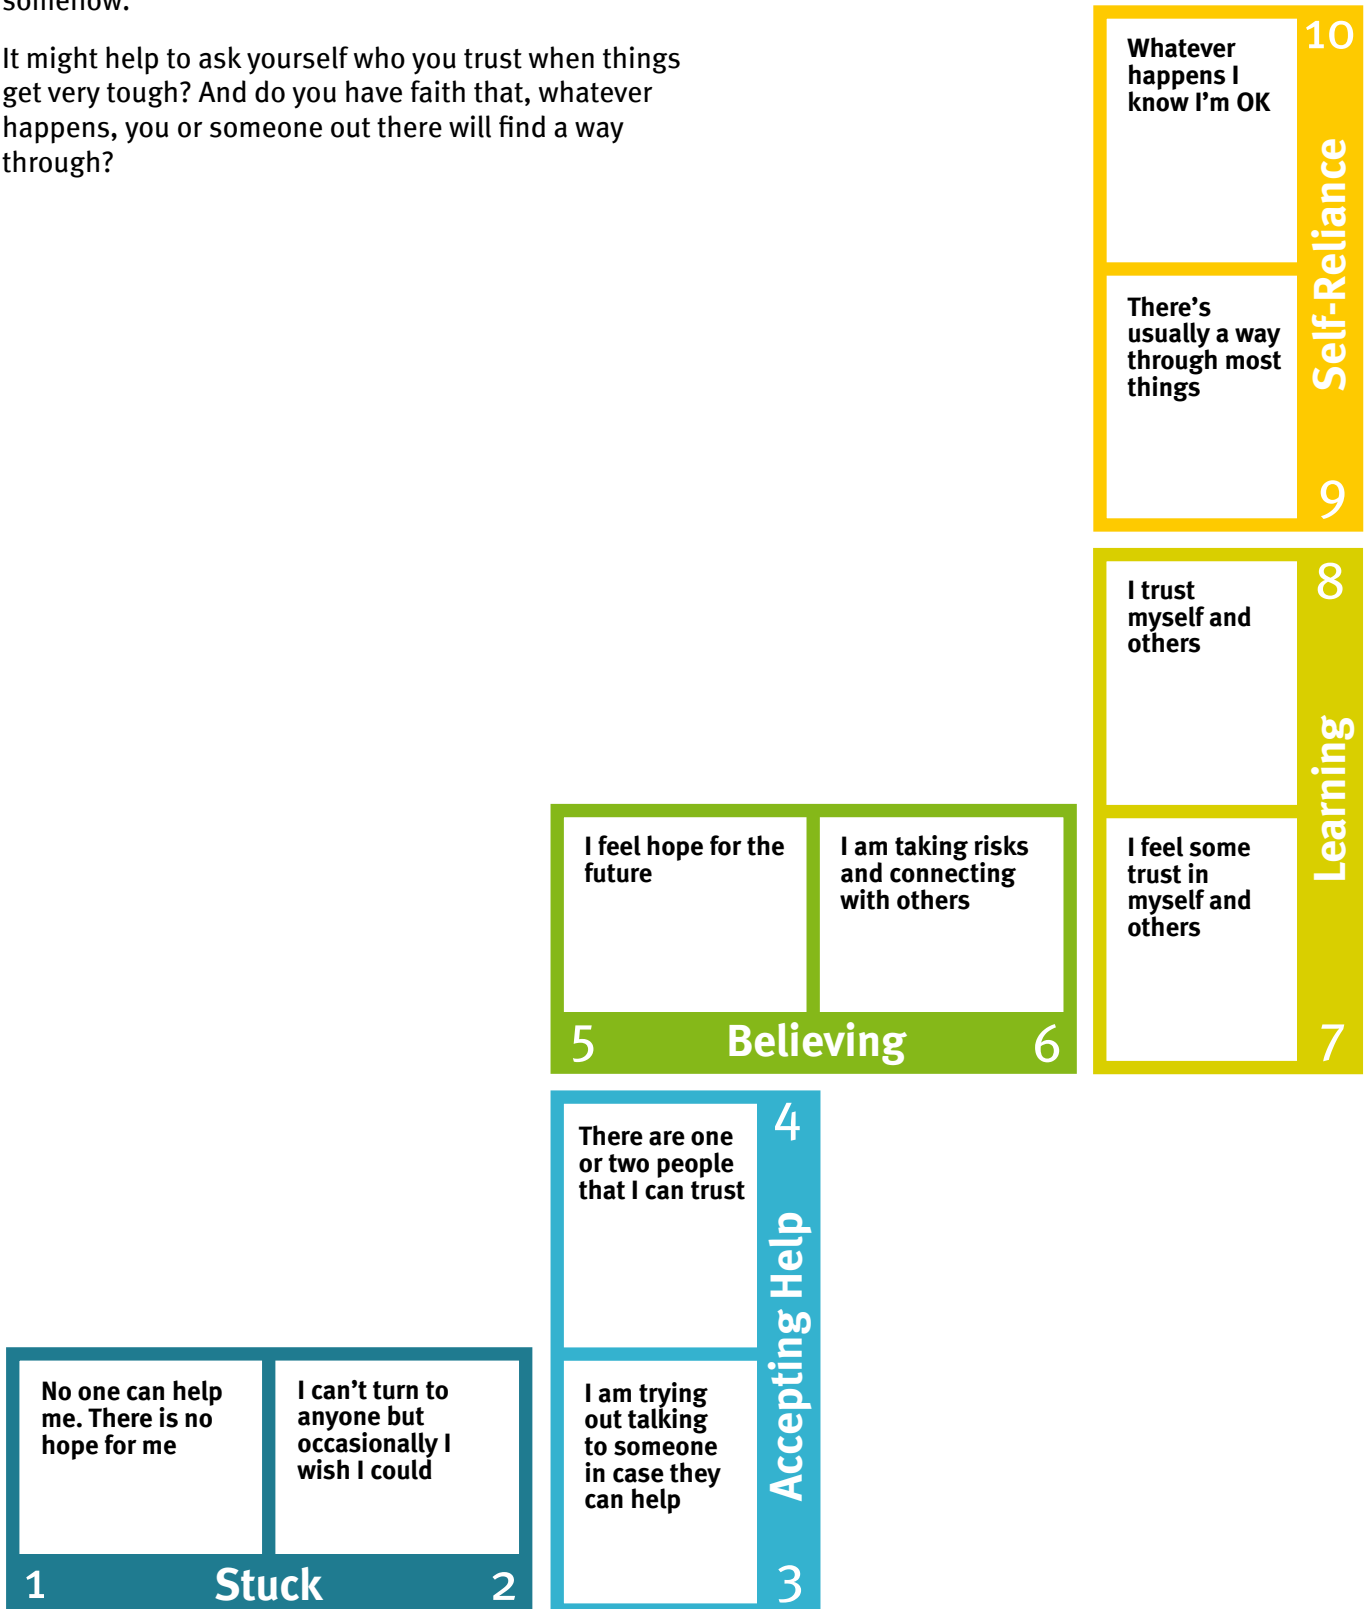 somehow.
It might help to ask yourself who you trust when things
get very tough? And do you have faith that, whatever
happens, you or someone out there will find a way
through?
10
Whatever
happens I
know I’m OK
Self-Reliance
There’s
usually a way
through most
things
9
8
I trust
myself and
others
Learning
I feel some
trust in
myself and
others
7
I feel hope for the
future
I am taking risks
and connecting
with others
5
Believing
6
4
There are one
or two people
that I can trust
Accepting Help
I am trying
out talking
to someone
in case they
can help
3
No one can help
me. There is no
hope for me
I can’t turn to
anyone but
occasionally I
wish I could
1
Stuck
2